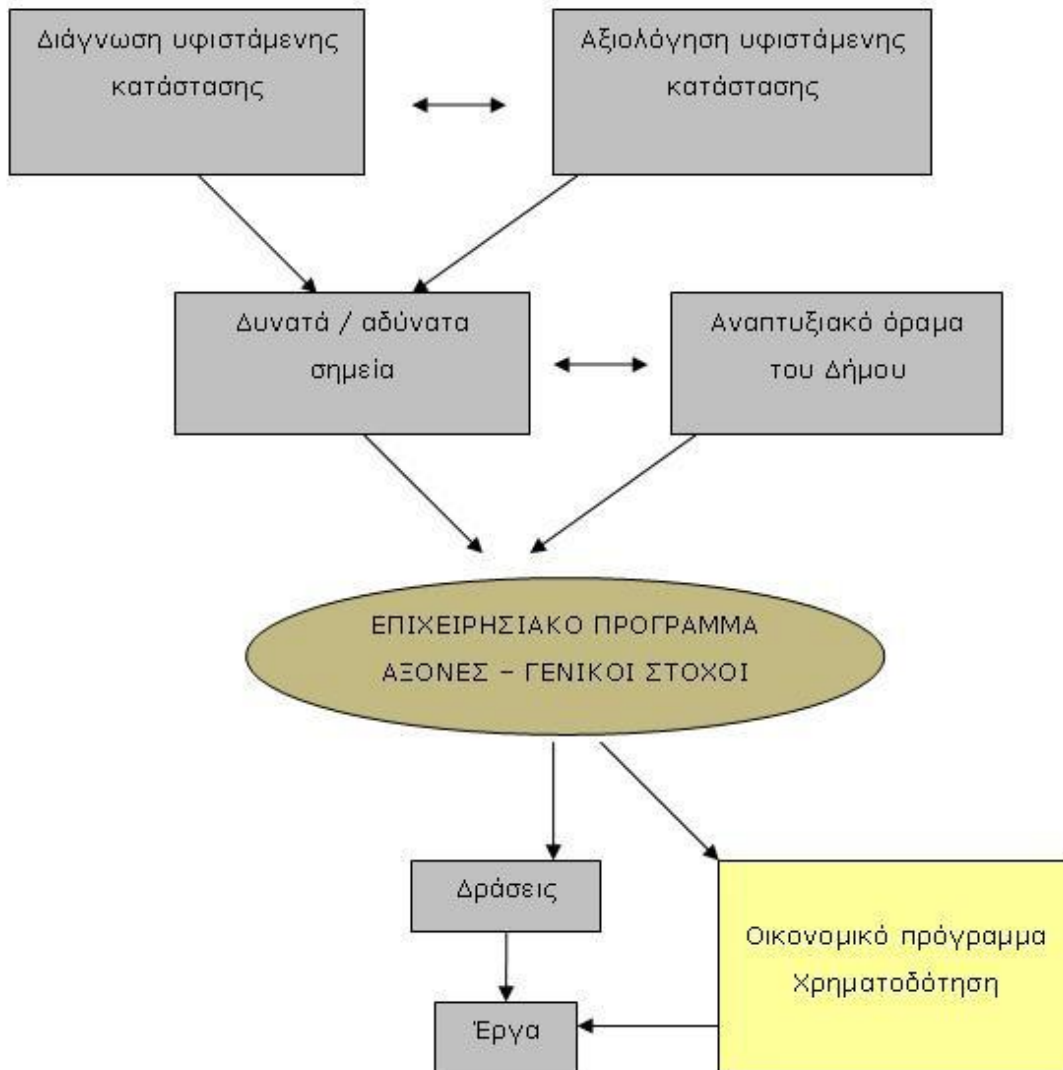 Διάγνωση υφιστάμενης
κατάστασης
Αξιολόγηση υφιστάμενης
κατάστασης
Δυνατά / αδύνατα
σημεία
Αναπτυξιακό όραμα
του Δήμου
ΕΠΙΧΕΙΡΗΣΙΑΚΟ ΠΡΟΓΡΑΜΜΑ
ΑΞΟΝΕΣ – ΓΕΝΙΚΟΙ ΣΤΟΧΟΙ
Δράσεις
Οικονομικό πρόγραμμα
Χρηματοδότηση
Έργα